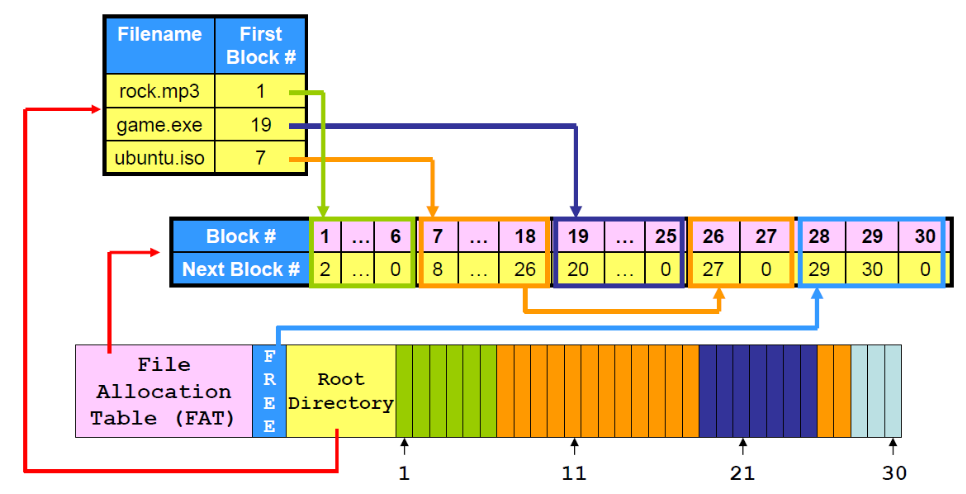 Filename First Block #
rock.mp3 1
game.exe 19
ubuntu.iso 7
Block # 1 ... 6 7 ... 18 19 ... 25 26 27 28 29 30
Next Block # 2 ... 0 8 ... 26 20 ... 0 27 0 29 30 0
File
Allocation
Table (FAT)
FREE
Root
Directory
1 11 21 30